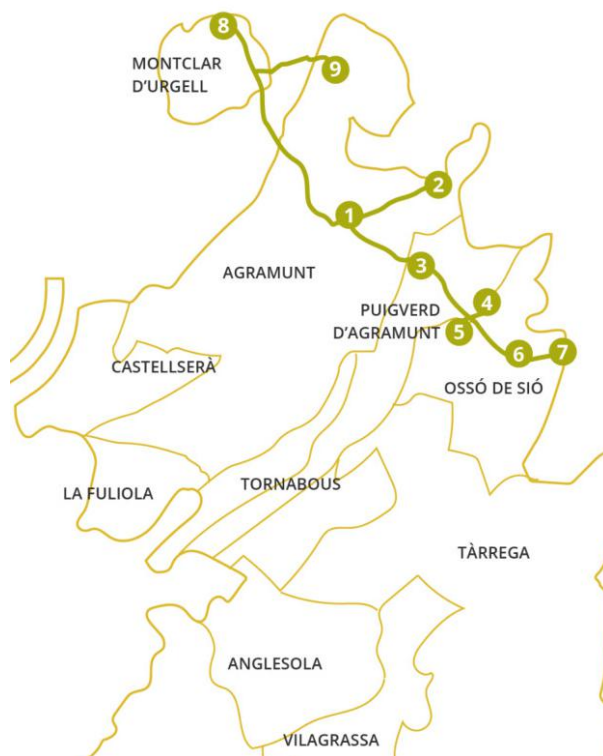 8
MONTCLAR
D'URGELL
9
2
1
3
AGRAMUNT
4
PUIGVERD
D'AGRAMUNT
5
6
7
CASTELLSERÀ
OSSÓ DE SIÓ
LA FULIOLA
TORNABOUS
TÀRREGA
ANGLESOLA
VILAGRASSA